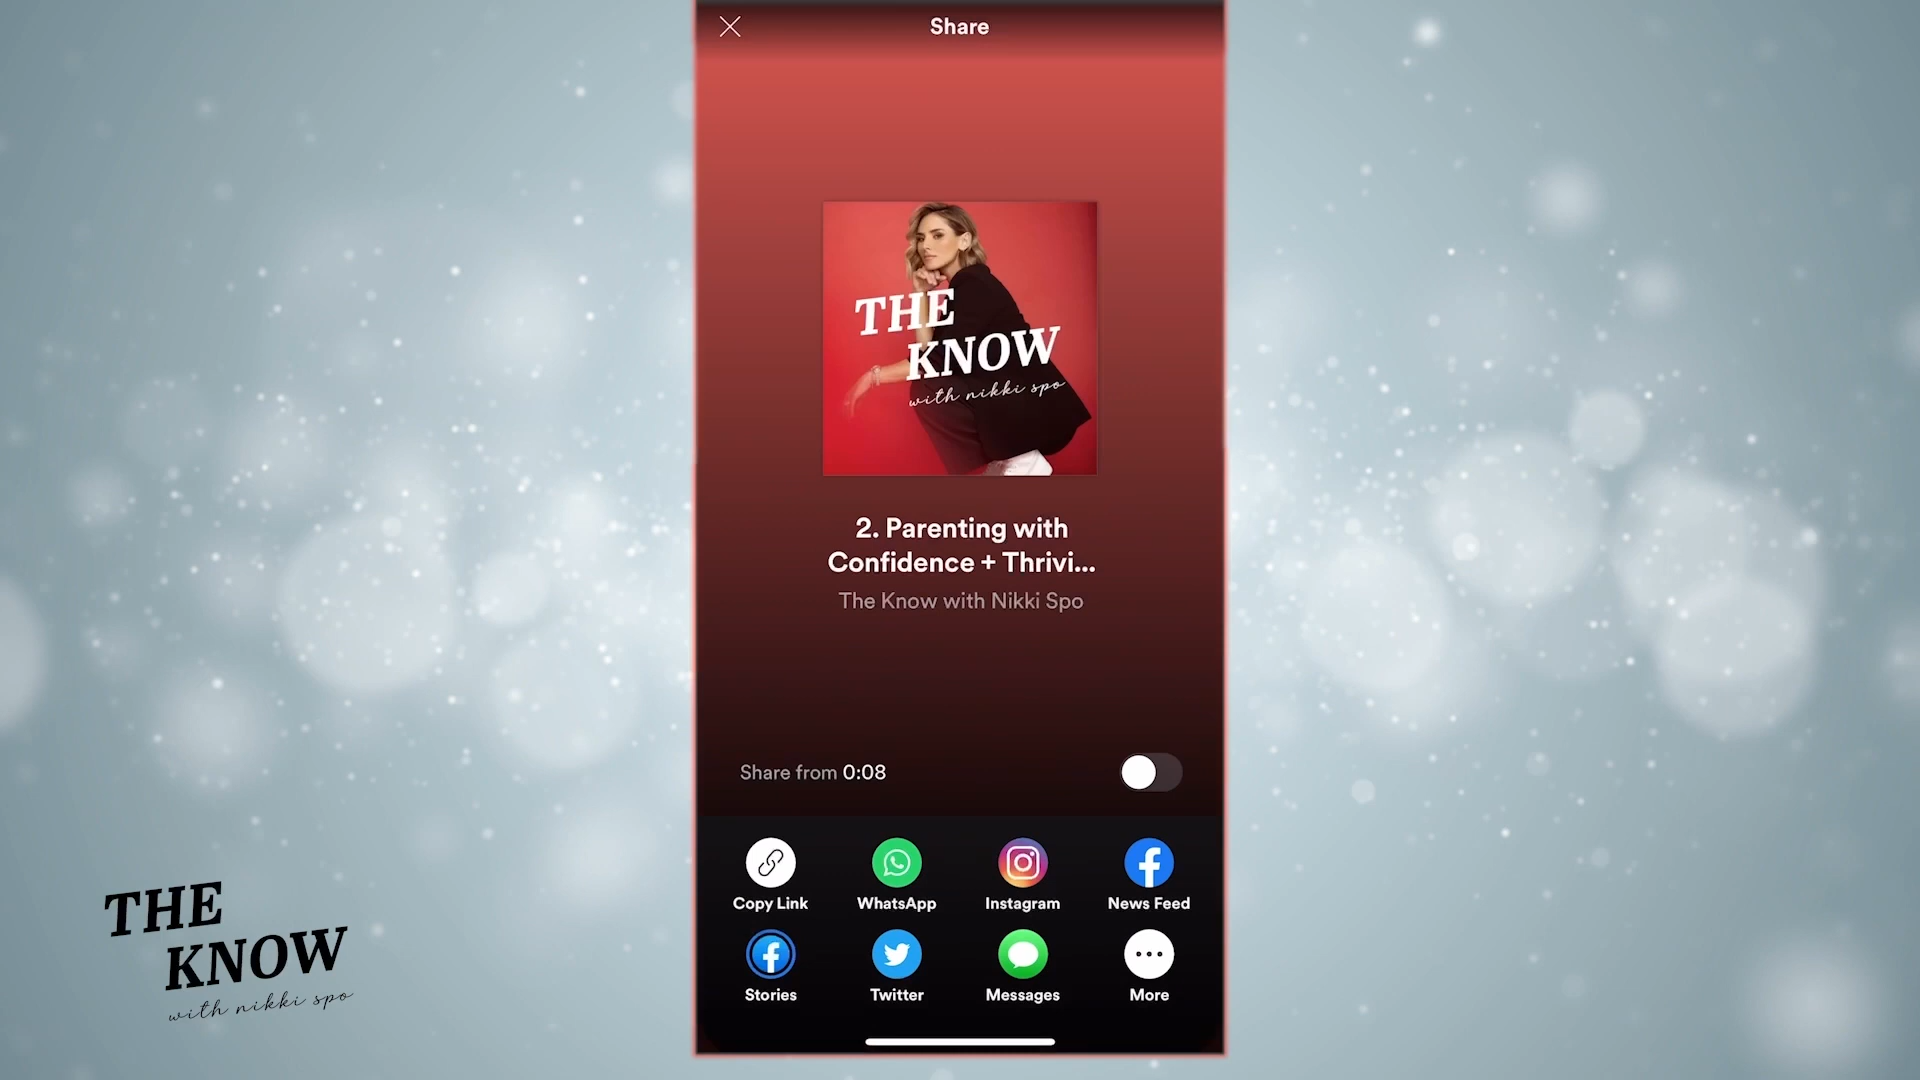 Share
THE
KNOW
with nikki spo
2. Parenting with
Confidence + Thrivi...
The Know with Nikki Spo
Share from 0:08
Copy Link
WhatsApp
Instagram
News Feed
Stories
Twitter
Messages
More
THE
KNOW
with nikki spo